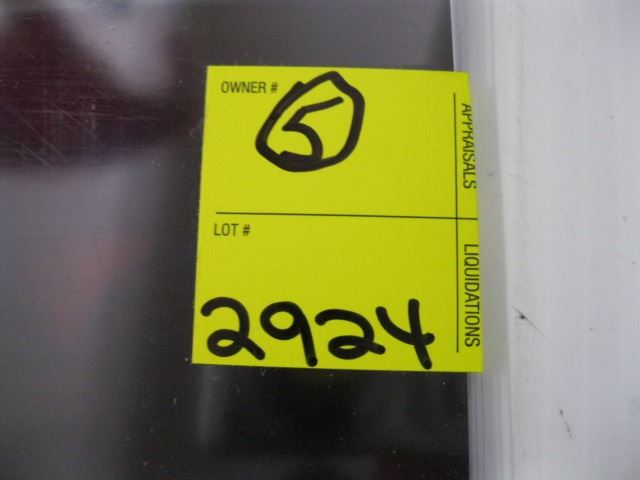 OWNER # 5
LOT #
2924
APPRAISALS
LIQUIDATIONS